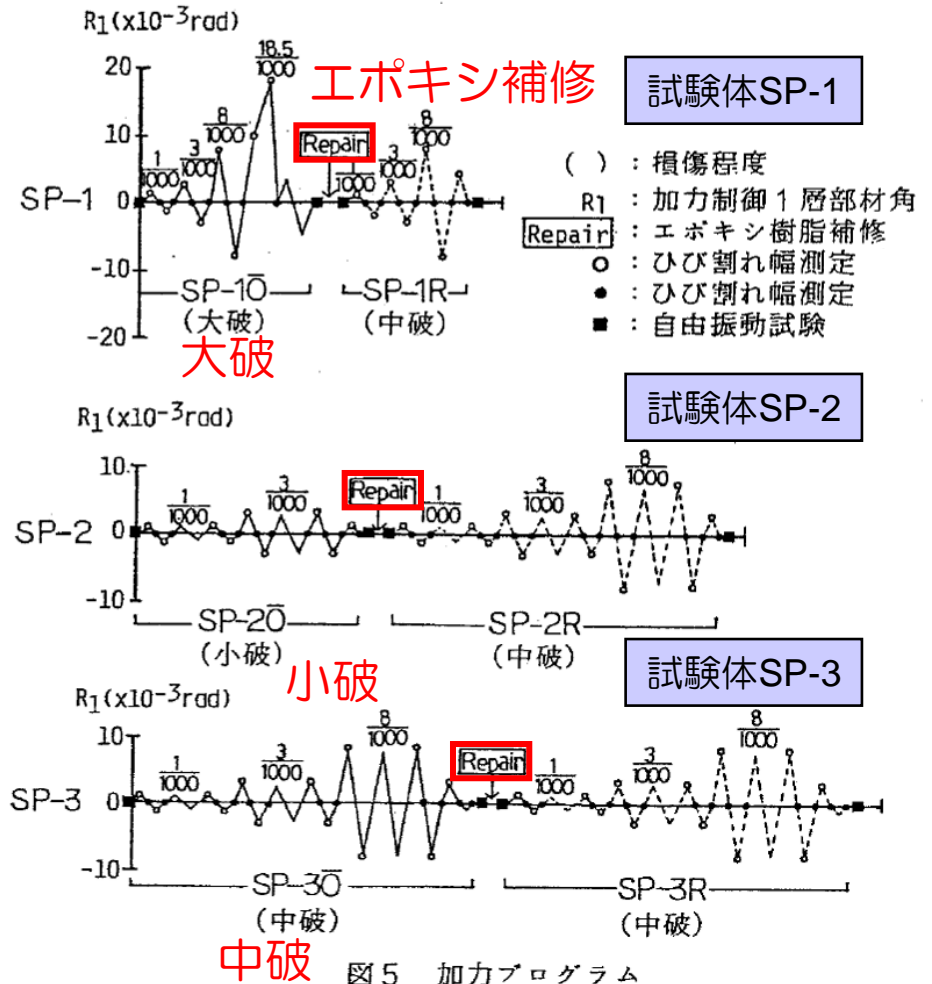 R1(x10-3rad)
エポキシ補修
試験体SP-1
20
10
0
-10
-20
SP-1
1/1000
3/1000
8/1000
18.5/1000
Repair
1/1000
3/1000
8/1000
SP-1Ō
(大破)
SP-1R
(中破)
大破
( ) : 損傷程度
R1 : 加力制御1層部材角
Repair : エポキシ樹脂補修
○ : ひび割れ幅測定
● : ひび割れ幅測定
■ : 自由振動試験
R1(x10-3rad)
試験体SP-2
10
0
-10
SP-2
1/1000
3/1000
Repair
1/1000
3/1000
8/1000
SP-2Ō
(小破)
SP-2R
(中破)
小破
試験体SP-3
R1(x10-3rad)
10
0
-10
SP-3
1/1000
3/1000
8/1000
Repair
1/1000
3/1000
8/1000
SP-3Ō
(中破)
SP-3R
(中破)
中破
図5 加力プログラム